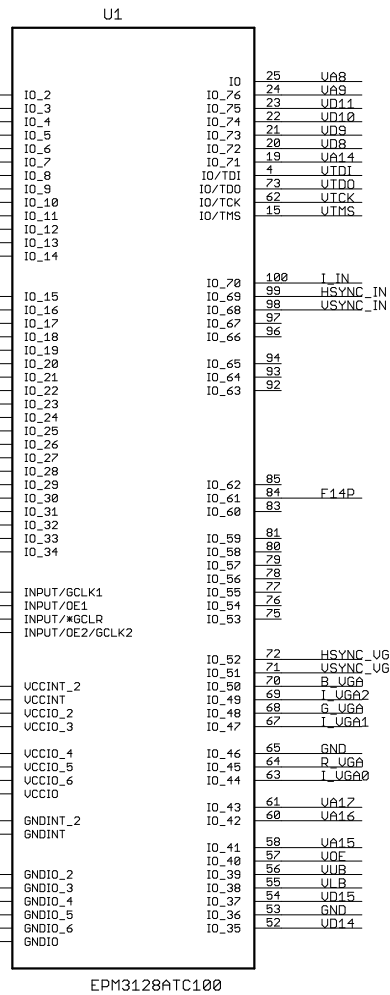 U1
IO 25 VA8
IO_2 IO_76 24 VA9
IO_3 IO_75 23 VD11
IO_4 IO_74 22 VD10
IO_5 IO_73 21 VD9
IO_6 IO_72 20 VD8
IO_7 IO_71 19 VA14
IO_8 IO/TDI 4 VTDI
IO_9 IO/TDO 73 VTDO
IO_10 IO/TCK 62 VTCK
IO_11 IO/TMS 15 VTMS
IO_12
IO_13
IO_14
IO_70 100 I_IN
IO_15 IO_69 99 HSYNC_IN
IO_16 IO_68 98 VSYNC_IN
IO_17 IO_67 97
IO_18 IO_66 96
IO_19
IO_20 IO_65 94
IO_21 IO_64 93
IO_22 IO_63 92
IO_23
IO_24
IO_25
IO_26
IO_27
IO_28
IO_29 IO_62 85
IO_30 IO_61 84 F14P
IO_31 IO_60 83
IO_32
IO_33 IO_59 81
IO_34 IO_58 80
IO_57 79
IO_56 78
INPUT/GCLK1 IO_55 77
INPUT/OE1 IO_54 76
INPUT/*GCLR IO_53 75
INPUT/OE2/GCLK2
IO_52 72 HSYNC_VG
IO_51 71 VSYNC_VG
VCCINT_2 IO_50 70 B_VGA
VCCINT IO_49 69 I_VGA2
VCCIO_2 IO_48 68 G_VGA
VCCIO_3 IO_47 67 I_VGA1
VCCIO_4 IO_46 65 GND
VCCIO_5 IO_45 64 R_VGA
VCCIO_6 IO_44 63 I_VGA0
VCCIO
IO_43 61 VA17
GNDINT_2 IO_42 60 VA16
GNDINT
IO_41 58 VA15
IO_40 57 VOE
GNDIO_2 IO_39 56 VUB
GNDIO_3 IO_38 55 VLB
GNDIO_4 IO_37 54 VD15
GNDIO_5 IO_36 53 GND
GNDIO_6 IO_35 52 VD14
GNDIO
EPM3128ATC100